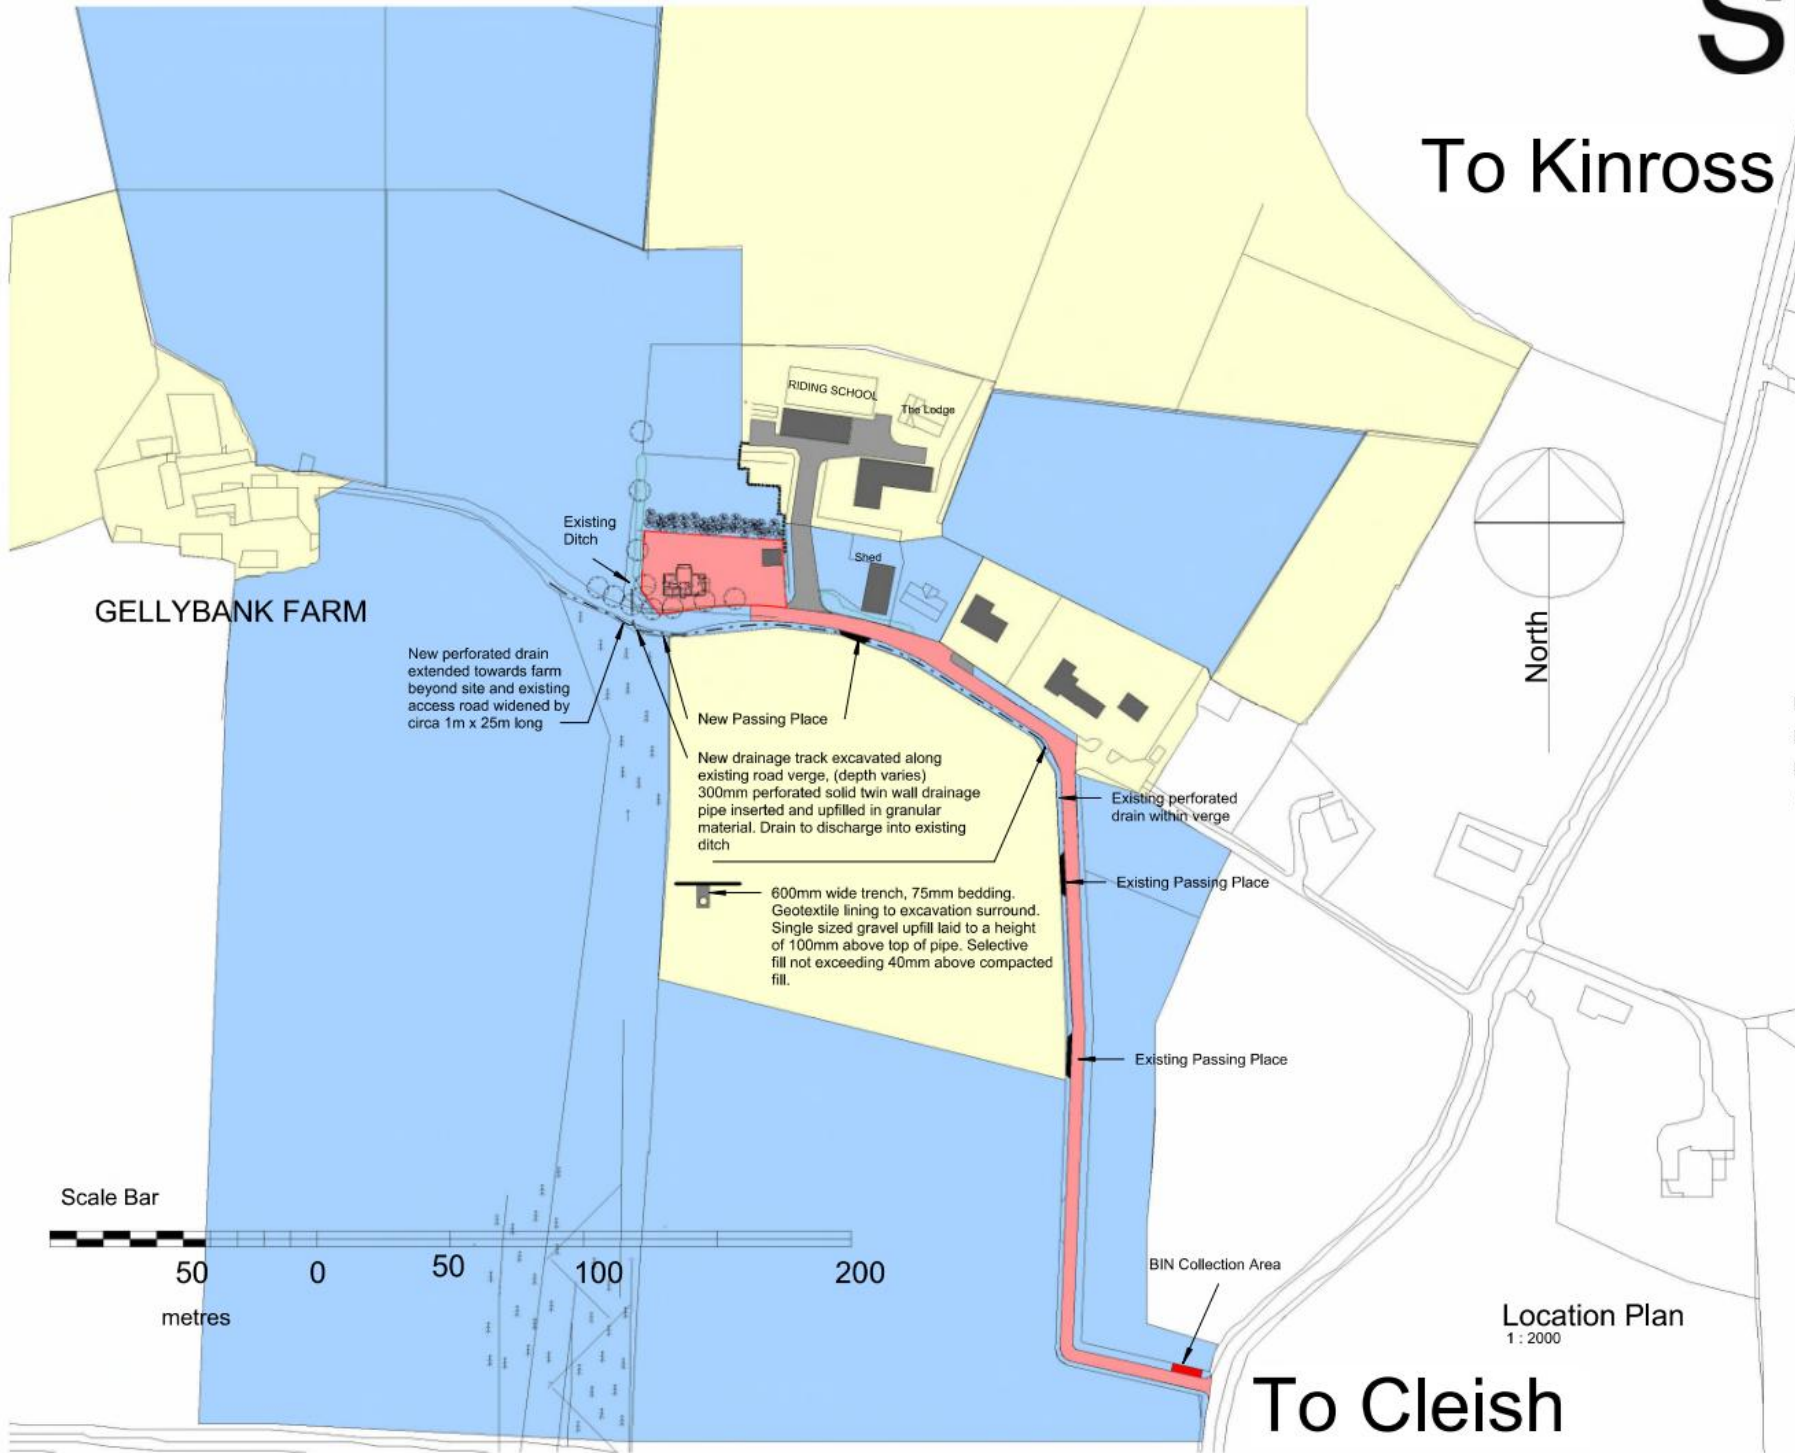 S
To Kinross
RIDING SCHOOL
The Lodge
Existing
Ditch
Shed
GELLYBANK FARM
North
New perforated drain
extended towards farm
beyond site and existing
access road widened by
circa 1m x 25m long
New Passing Place
New drainage track excavated along
existing road verge, (depth varies)
300mm perforated solid twin wall drainage
pipe inserted and upfilled in granular
material. Drain to discharge into existing
ditch
Existing perforated
drain within verge
Existing Passing Place
600mm wide trench, 75mm bedding.
Geotextile lining to excavation surround.
Single sized gravel upfill laid to a height
of 100mm above top of pipe. Selective
fill not exceeding 40mm above compacted
fill.
Existing Passing Place
Scale Bar
50 0 50 100 200
metres
BIN Collection Area
Location Plan
1 : 2000
To Cleish